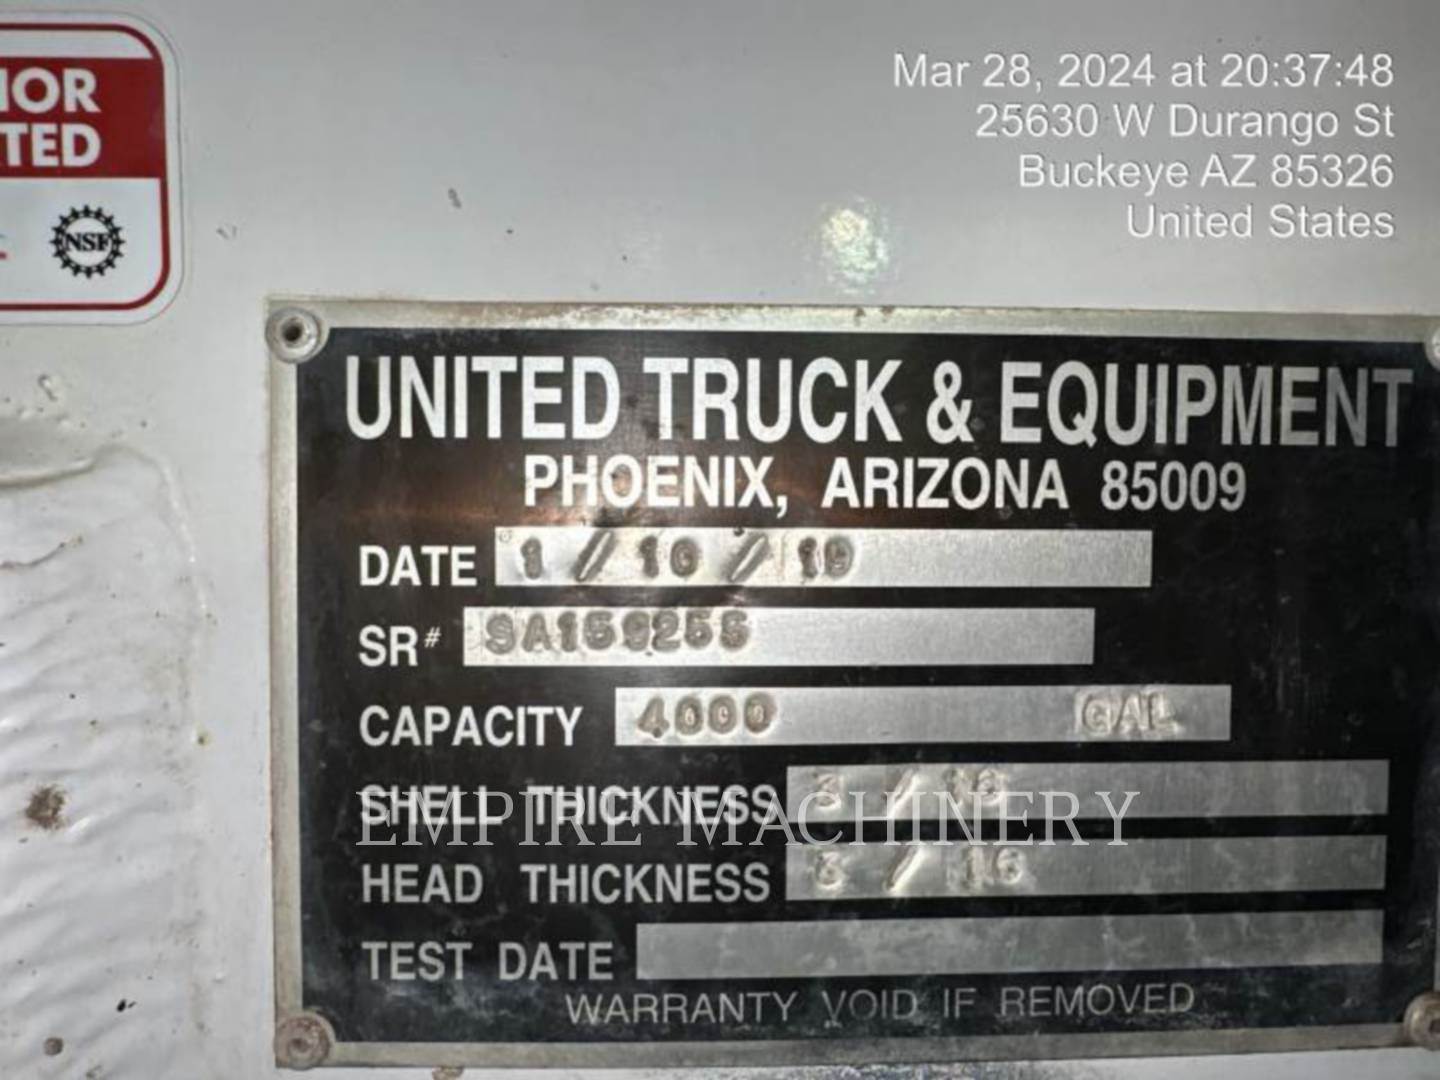 IOR
TED
NSF
Mar 28, 2024 at 20:37:48
25630 W Durango St
Buckeye AZ 85326
United States
UNITED TRUCK & EQUIPMENT
PHOENIX, ARIZONA 85009
DATE 1 / 10 / 19
SR#
CAPACITY 4000 GAL
SHELL THICKNESS 3 / 16
EMPIRE MACHINERY
HEAD THICKNESS 3 / 16
TEST DATE
WARRANTY VOID IF REMOVED